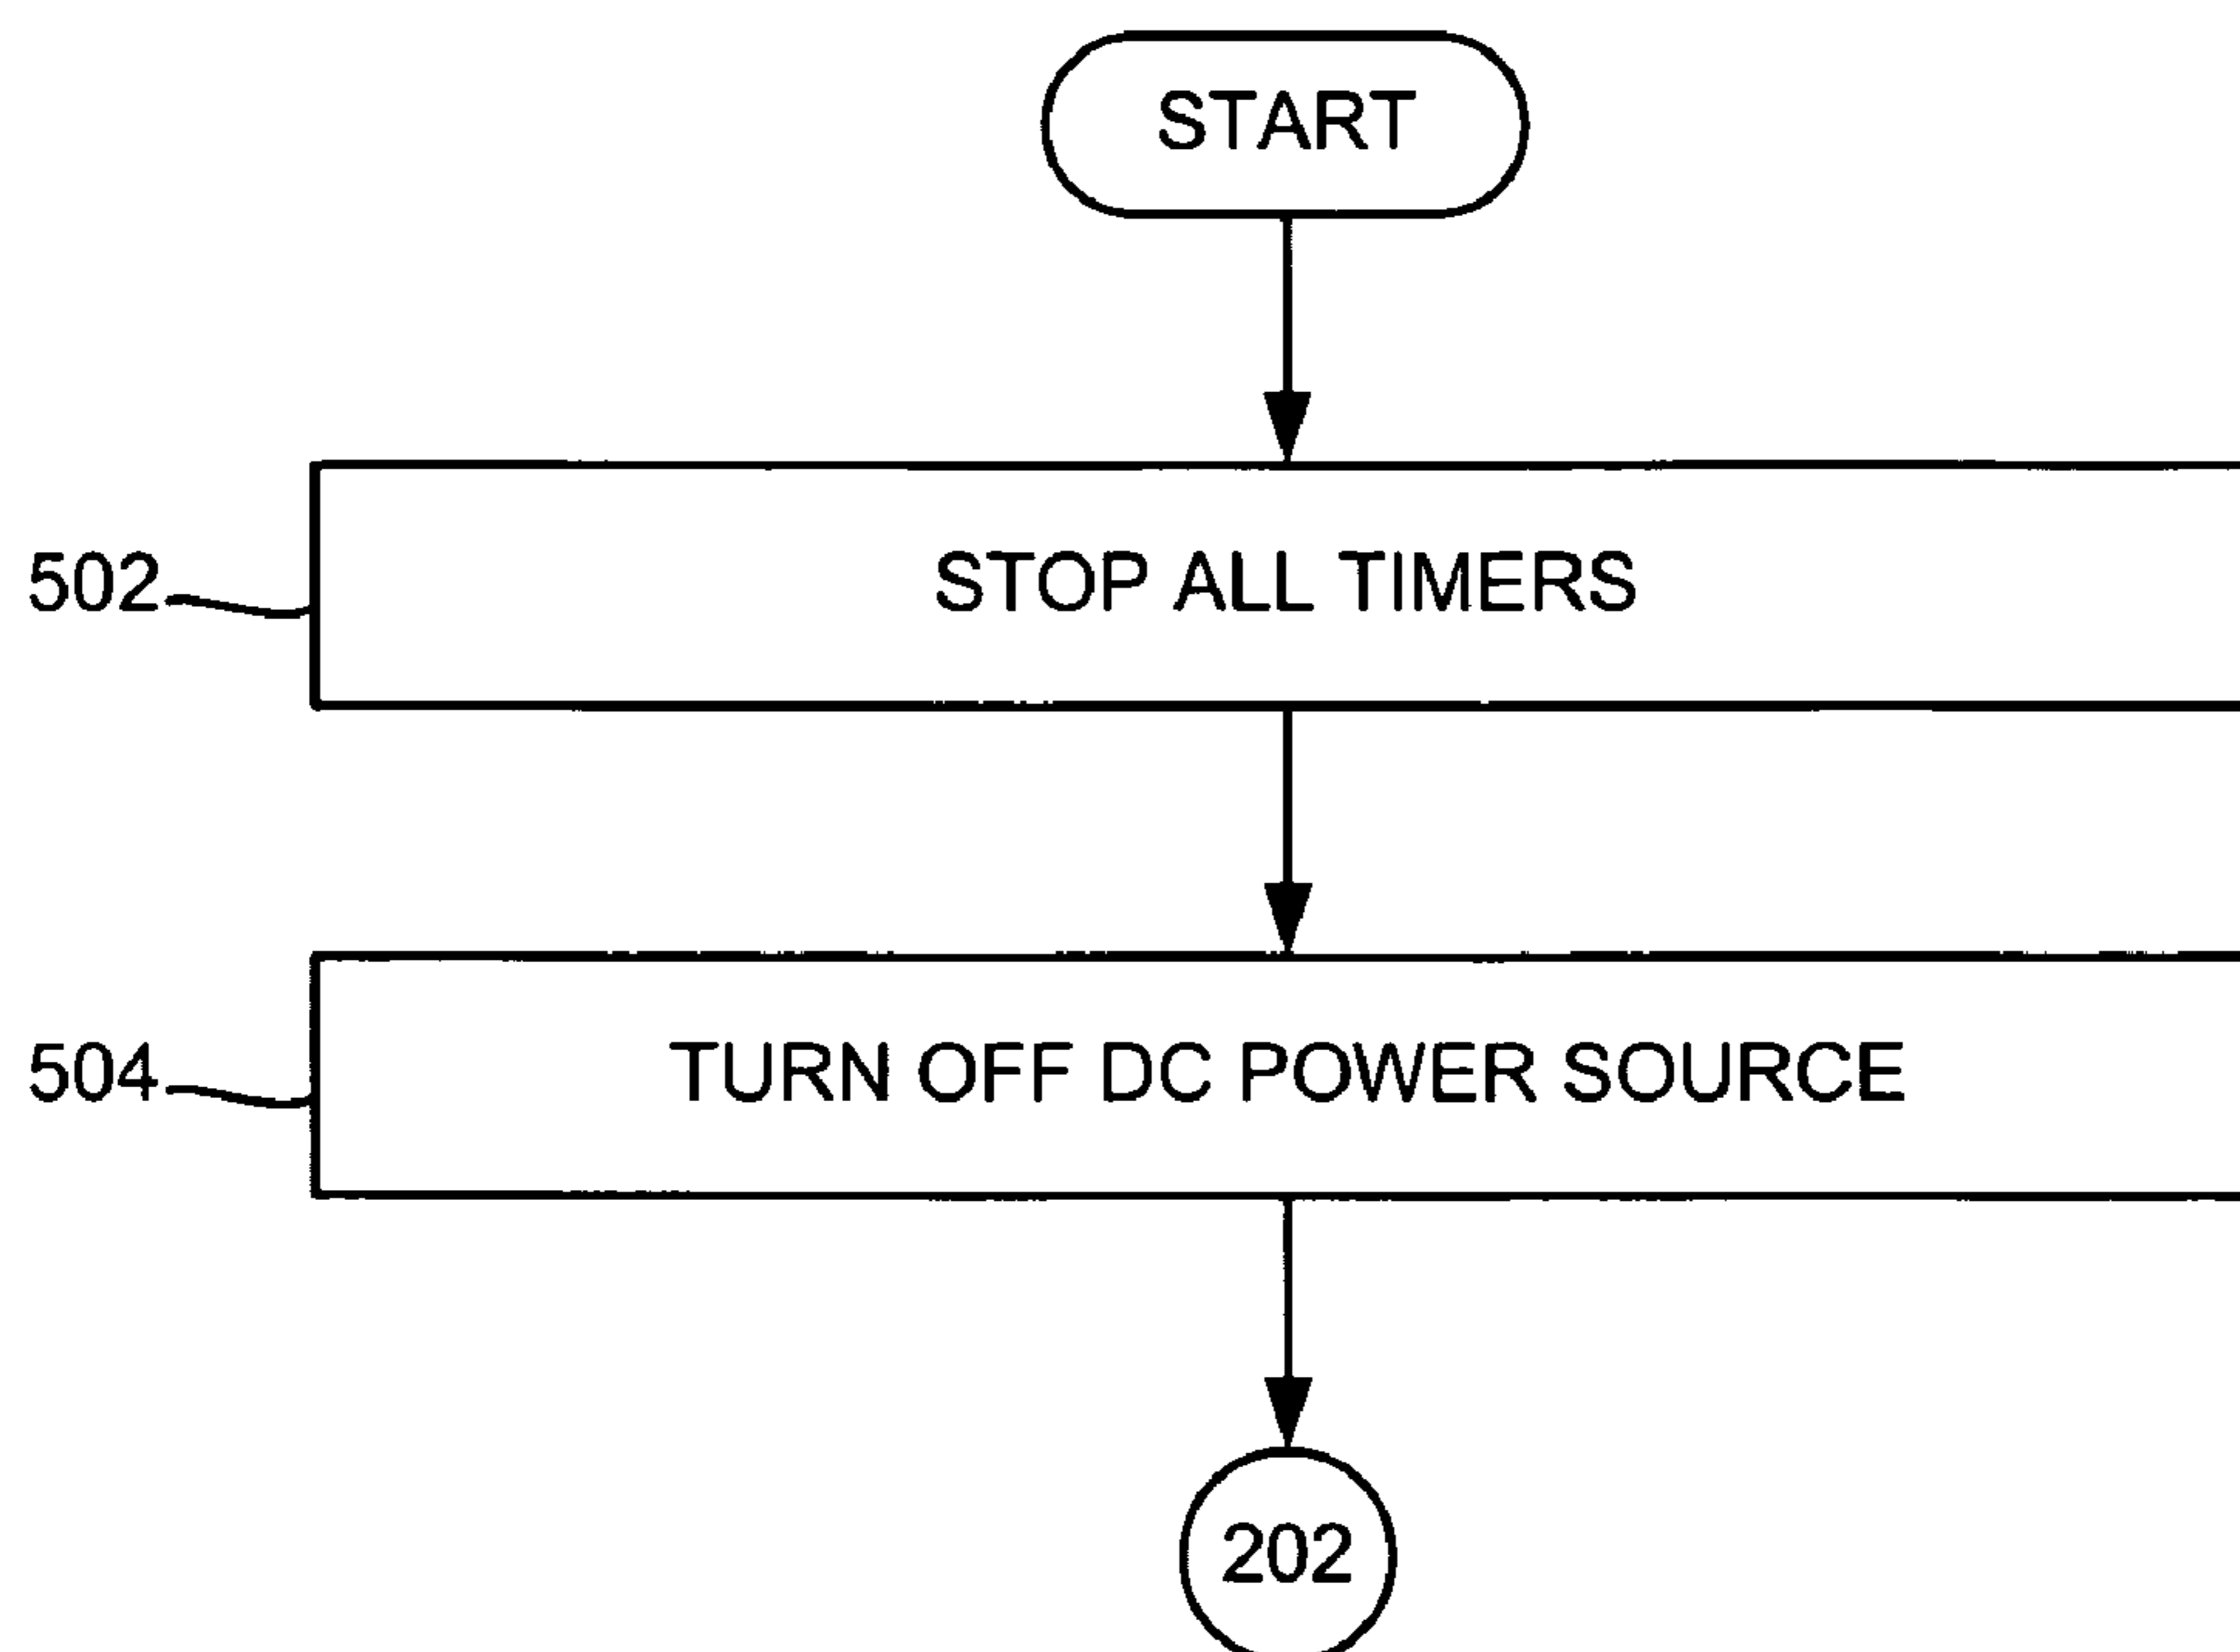 START
502
STOP ALL TIMERS
504
TURN OFF DC POWER SOURCE
202